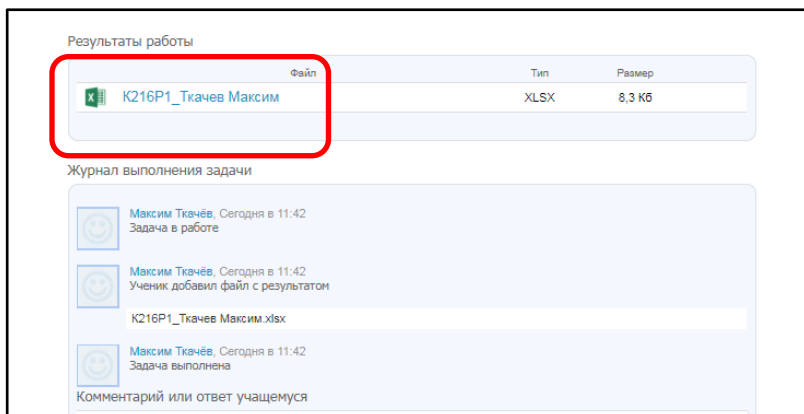 Результаты работы
Файл Тип Размер
К216Р1_Ткачев Максим XLSX 8,3 Кб
Журнал выполнения задачи
Максим Ткачёв, Сегодня в 11:42
Задача в работе
Максим Ткачёв, Сегодня в 11:42
Ученик добавил файл с результатом
К216Р1_Ткачев Максим.xlsx
Максим Ткачёв, Сегодня в 11:42
Задача выполнена
Комментарий или ответ учащемуся